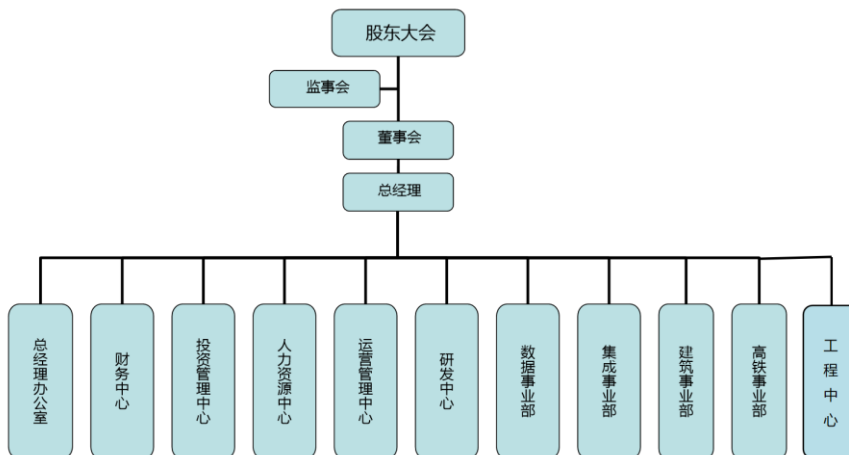 股东大会
监事会
董事会
总经理
总经理办公室
财务中心
投资管理中心
人力资源中心
运营管理中心
研发中心
数据事业部
集成事业部
建筑事业部
高铁事业部
工程中心